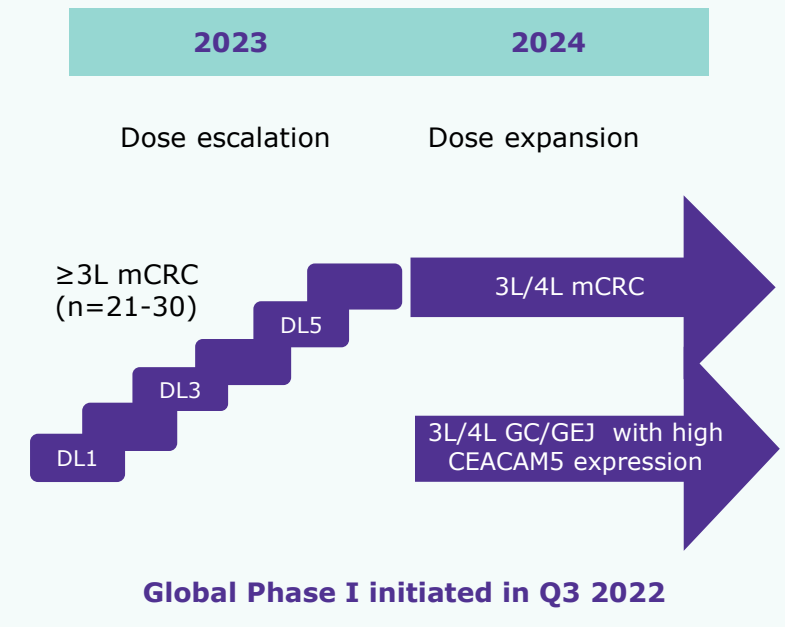 2023 2024
Dose escalation Dose expansion
≥3L mCRC
(n=21-30)
3L/4L mCRC
DL5
DL3
DL1
3L/4L GC/GEJ with high
CEACAM5 expression
Global Phase I initiated in Q3 2022